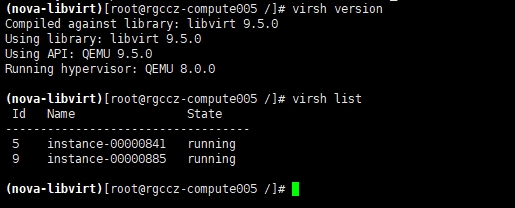 (nova-libvirt)[root@rgccz-compute005 /]# virsh version
Compiled against library: libvirt 9.5.0
Using library: libvirt 9.5.0
Using API: QEMU 9.5.0
Running hypervisor: QEMU 8.0.0
(nova-libvirt)[root@rgccz-compute005 /]# virsh list
Id   Name                State
-----------------------------------
5    instance-00000841   running
9    instance-00000885   running
(nova-libvirt)[root@rgccz-compute005 /]#